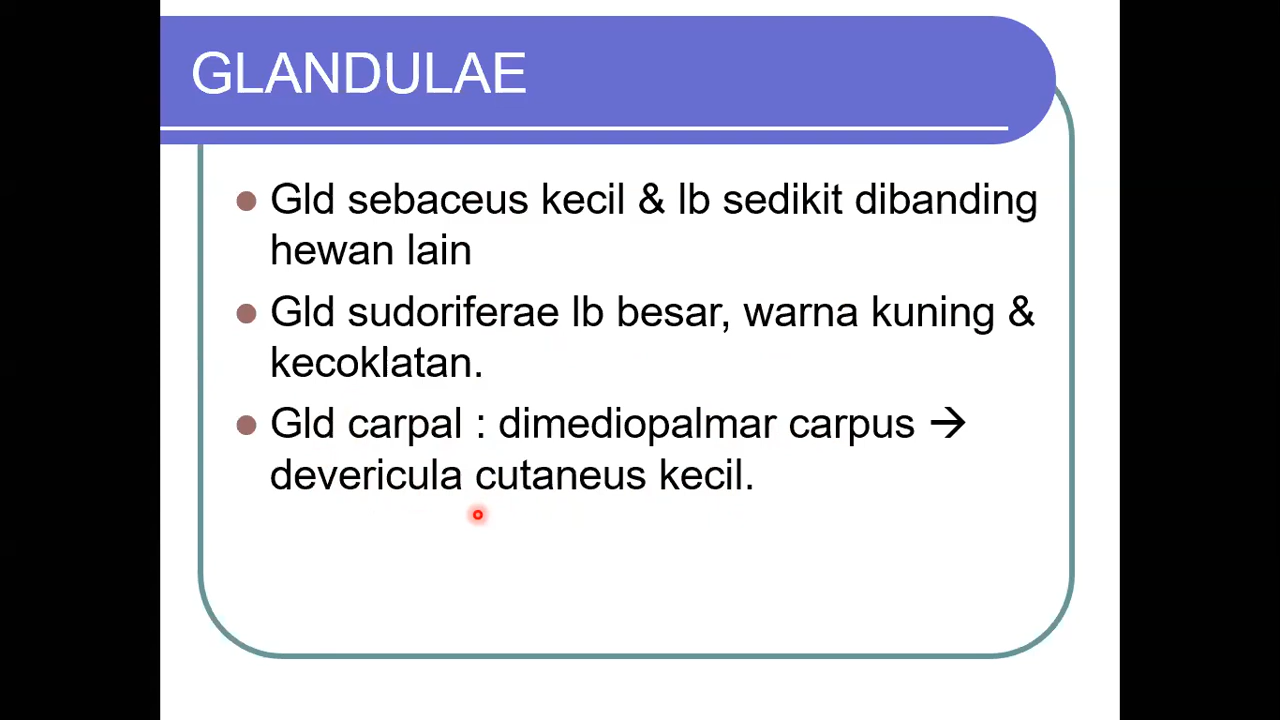 GLANDULAE
Gld sebaceus kecil & lb sedikit dibanding
hewan lain
Gld sudoriferae lb besar, warna kuning &
kecoklatan.
Gld carpal : dimediopalmar carpus →
devericula cutaneus kecil.